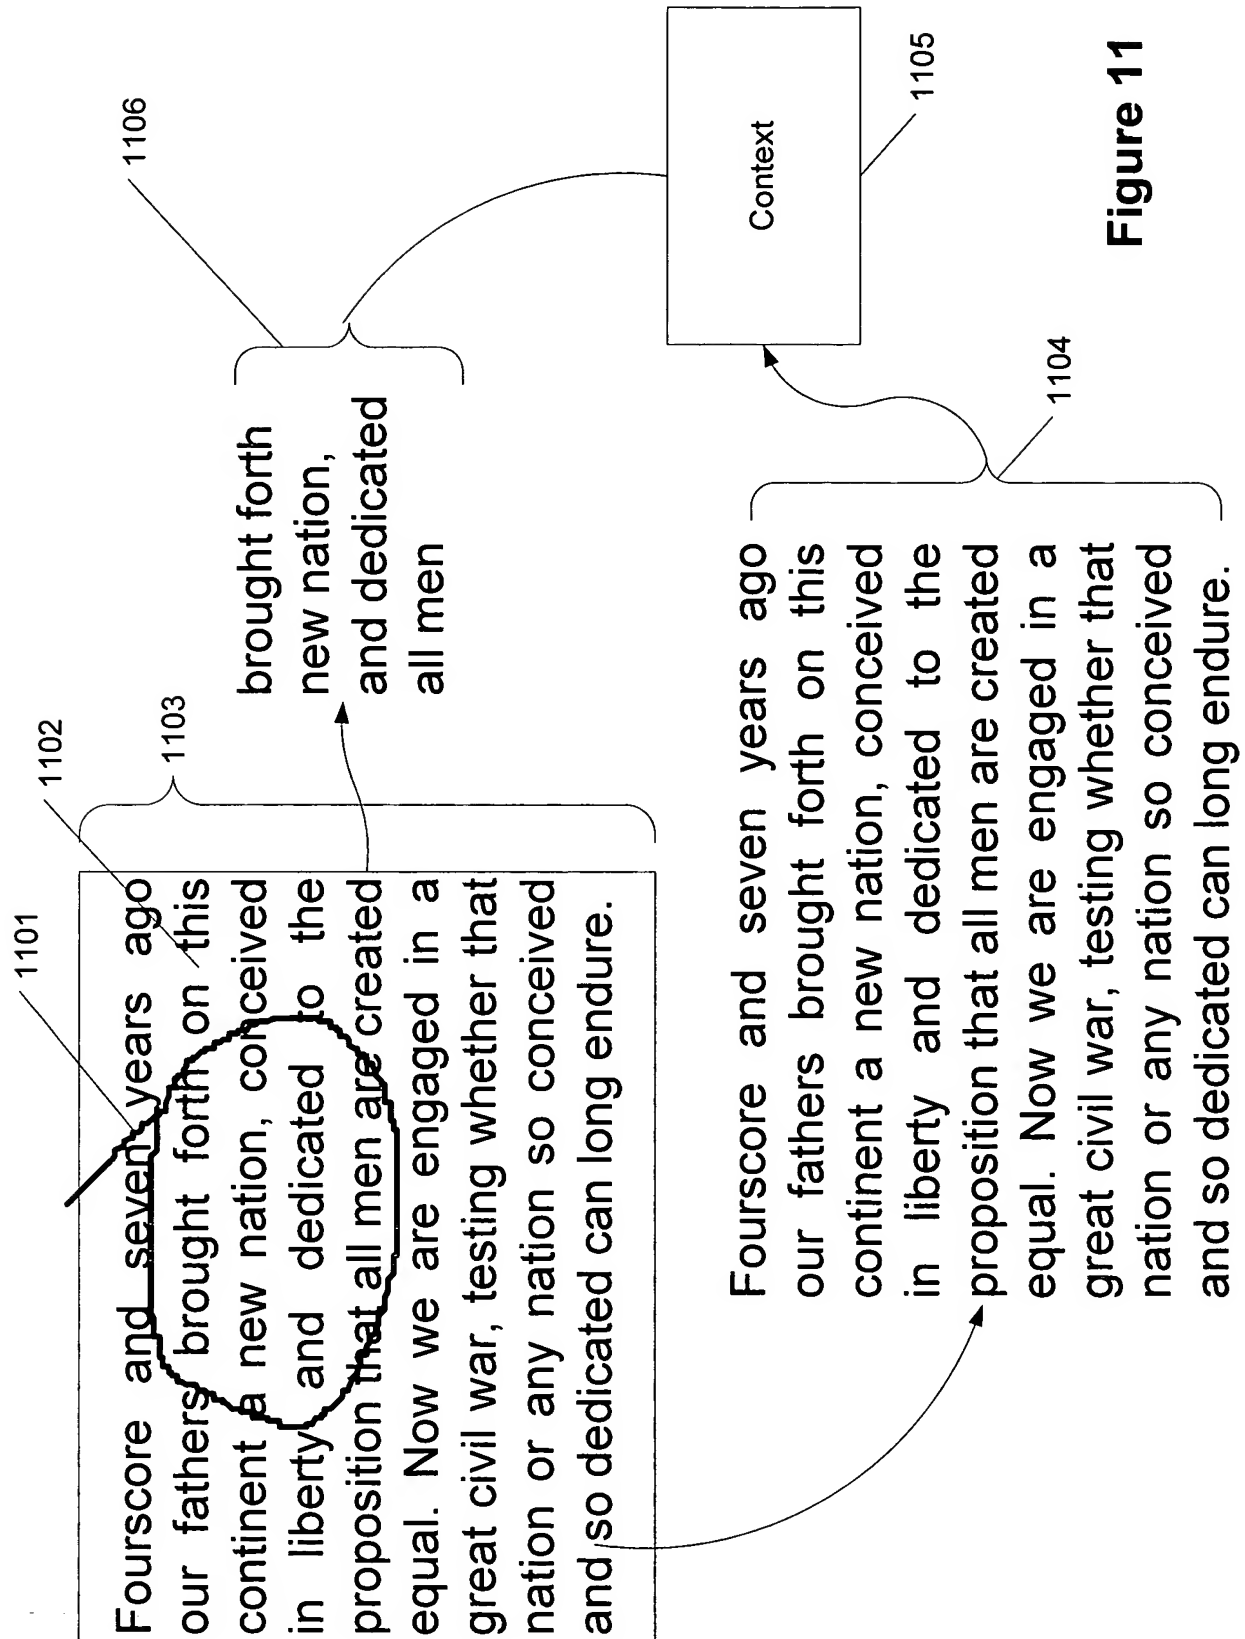 1101
1102
1103
Fourscore and seven years ago
our fathers brought forth on this
continent a new nation, conceived
in liberty and dedicated to the
proposition that all men are created
equal. Now we are engaged in a
great civil war, testing whether that
nation or any nation so conceived
and so dedicated can long endure.
1106
brought forth
new nation,
and dedicated
all men
Context
1105
1104
Fourscore and seven years ago
our fathers brought forth on this
continent a new nation, conceived
in liberty and dedicated to the
proposition that all men are created
equal. Now we are engaged in a
great civil war, testing whether that
nation or any nation so conceived
and so dedicated can long endure.
Figure 11